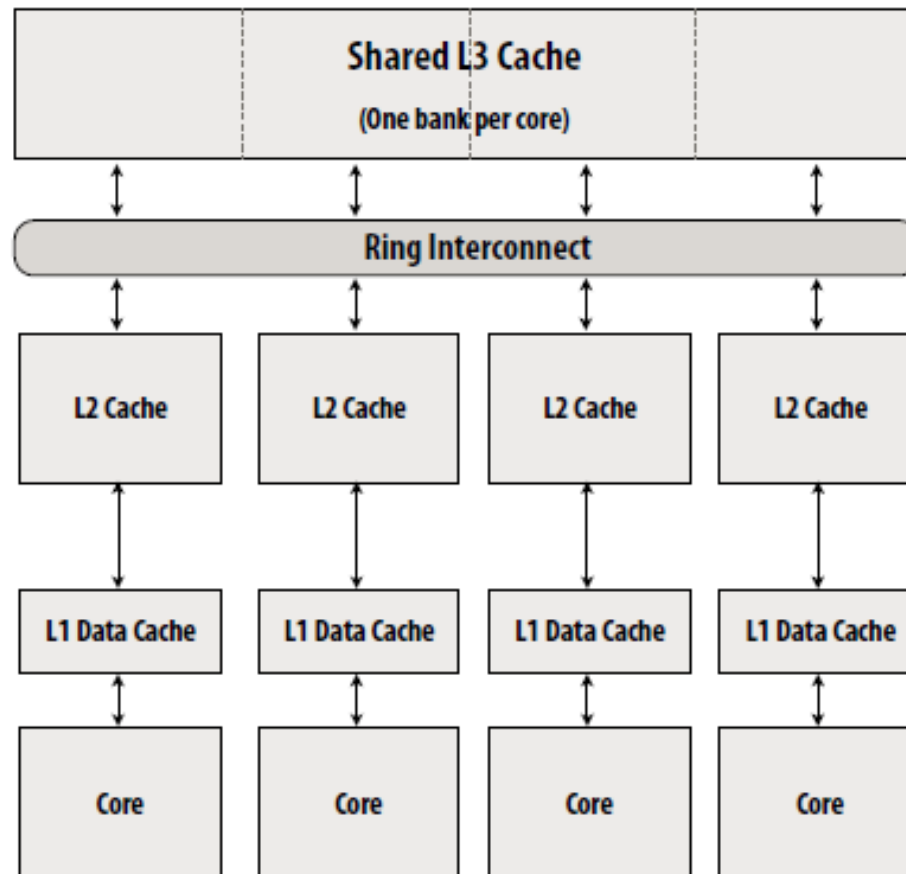 Shared L3 Cache
(One bank per core)
Ring Interconnect
L2 Cache
L2 Cache
L2 Cache
L2 Cache
L1 Data Cache
L1 Data Cache
L1 Data Cache
L1 Data Cache
Core
Core
Core
Core